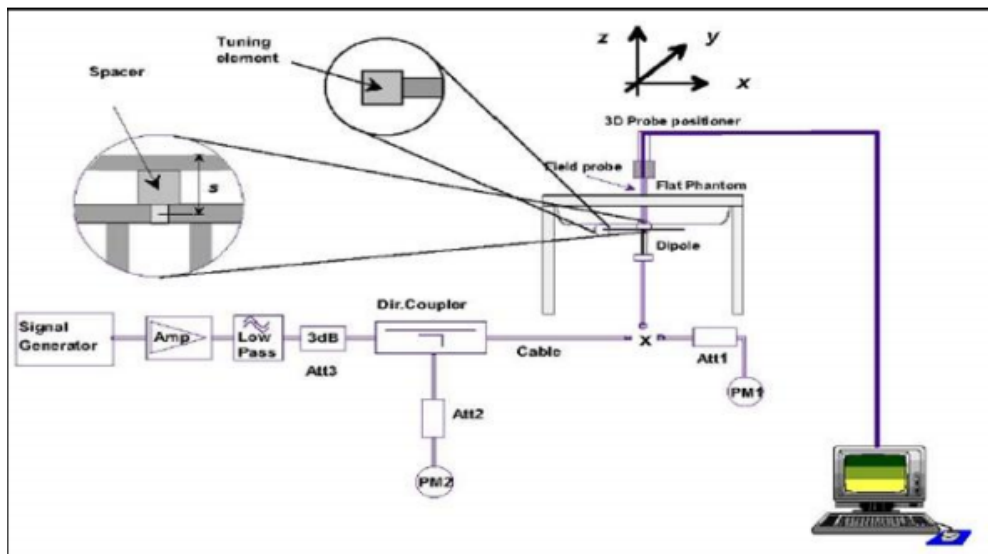 Tuning
element
Spacer
s
z
y
x
3D Probe positioner
Field probe
Flat Phantom
Dipole
Signal
Generator
Amp
Low
Pass
3dB
Att3
Dir.Coupler
Cable
X
Att1
PM1
Att2
PM2